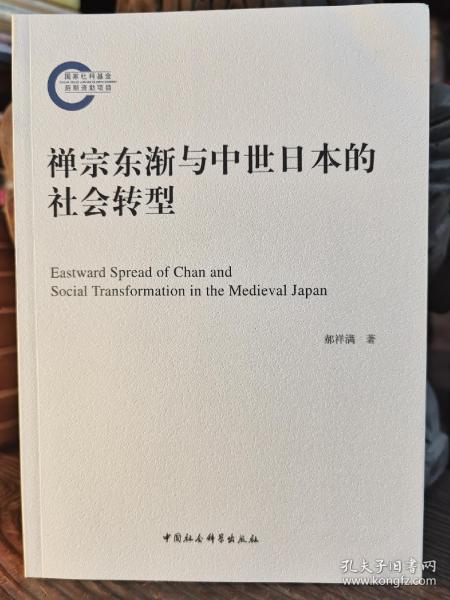 国家社科基金
后期资助项目
禅宗东渐与中世日本的
社会转型
Eastward Spread of Chan and
Social Transformation in the Medieval Japan
郝祥满 著
中国社会科学出版社
孔夫子旧书网
www.kongfz.com